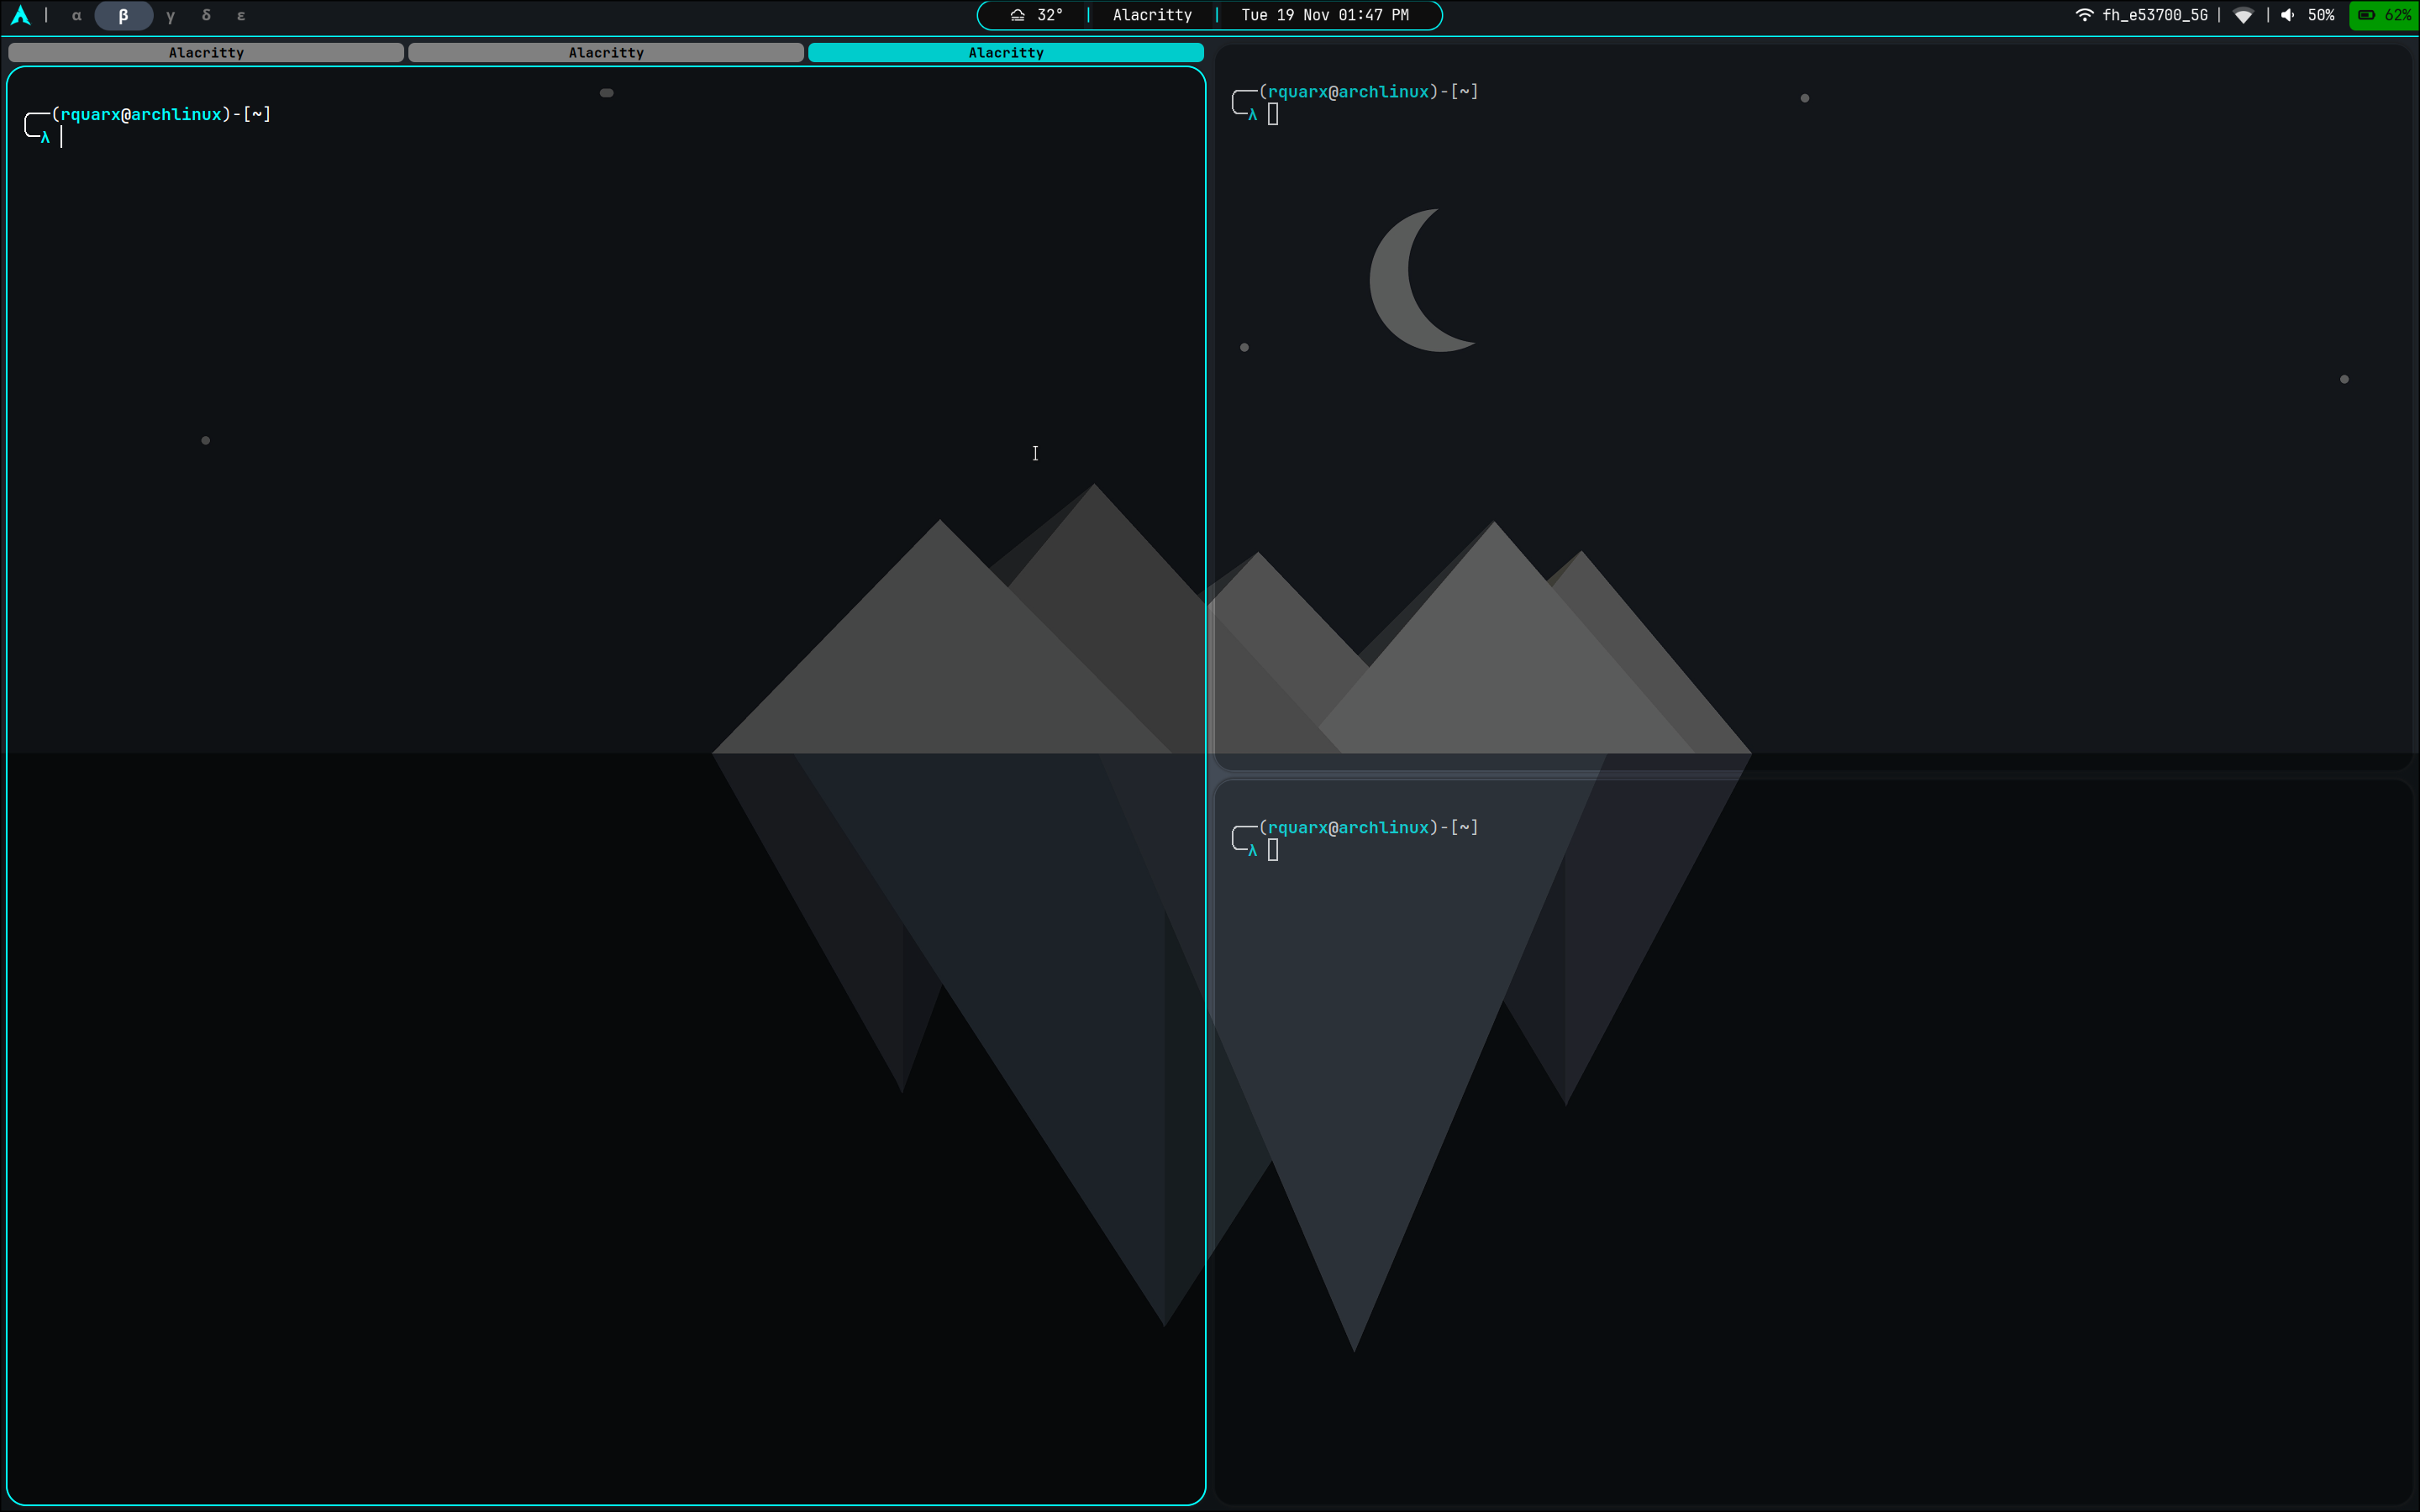 | α β γ δ ε
32° | Alacritty | Tue 19 Nov 01:47 PM
fh_e53700_5G | | 50% 62%
Alacritty Alacritty Alacritty
(rquarx@archlinux)-[~]
λ
(rquarx@archlinux)-[~]
λ
(rquarx@archlinux)-[~]
λ